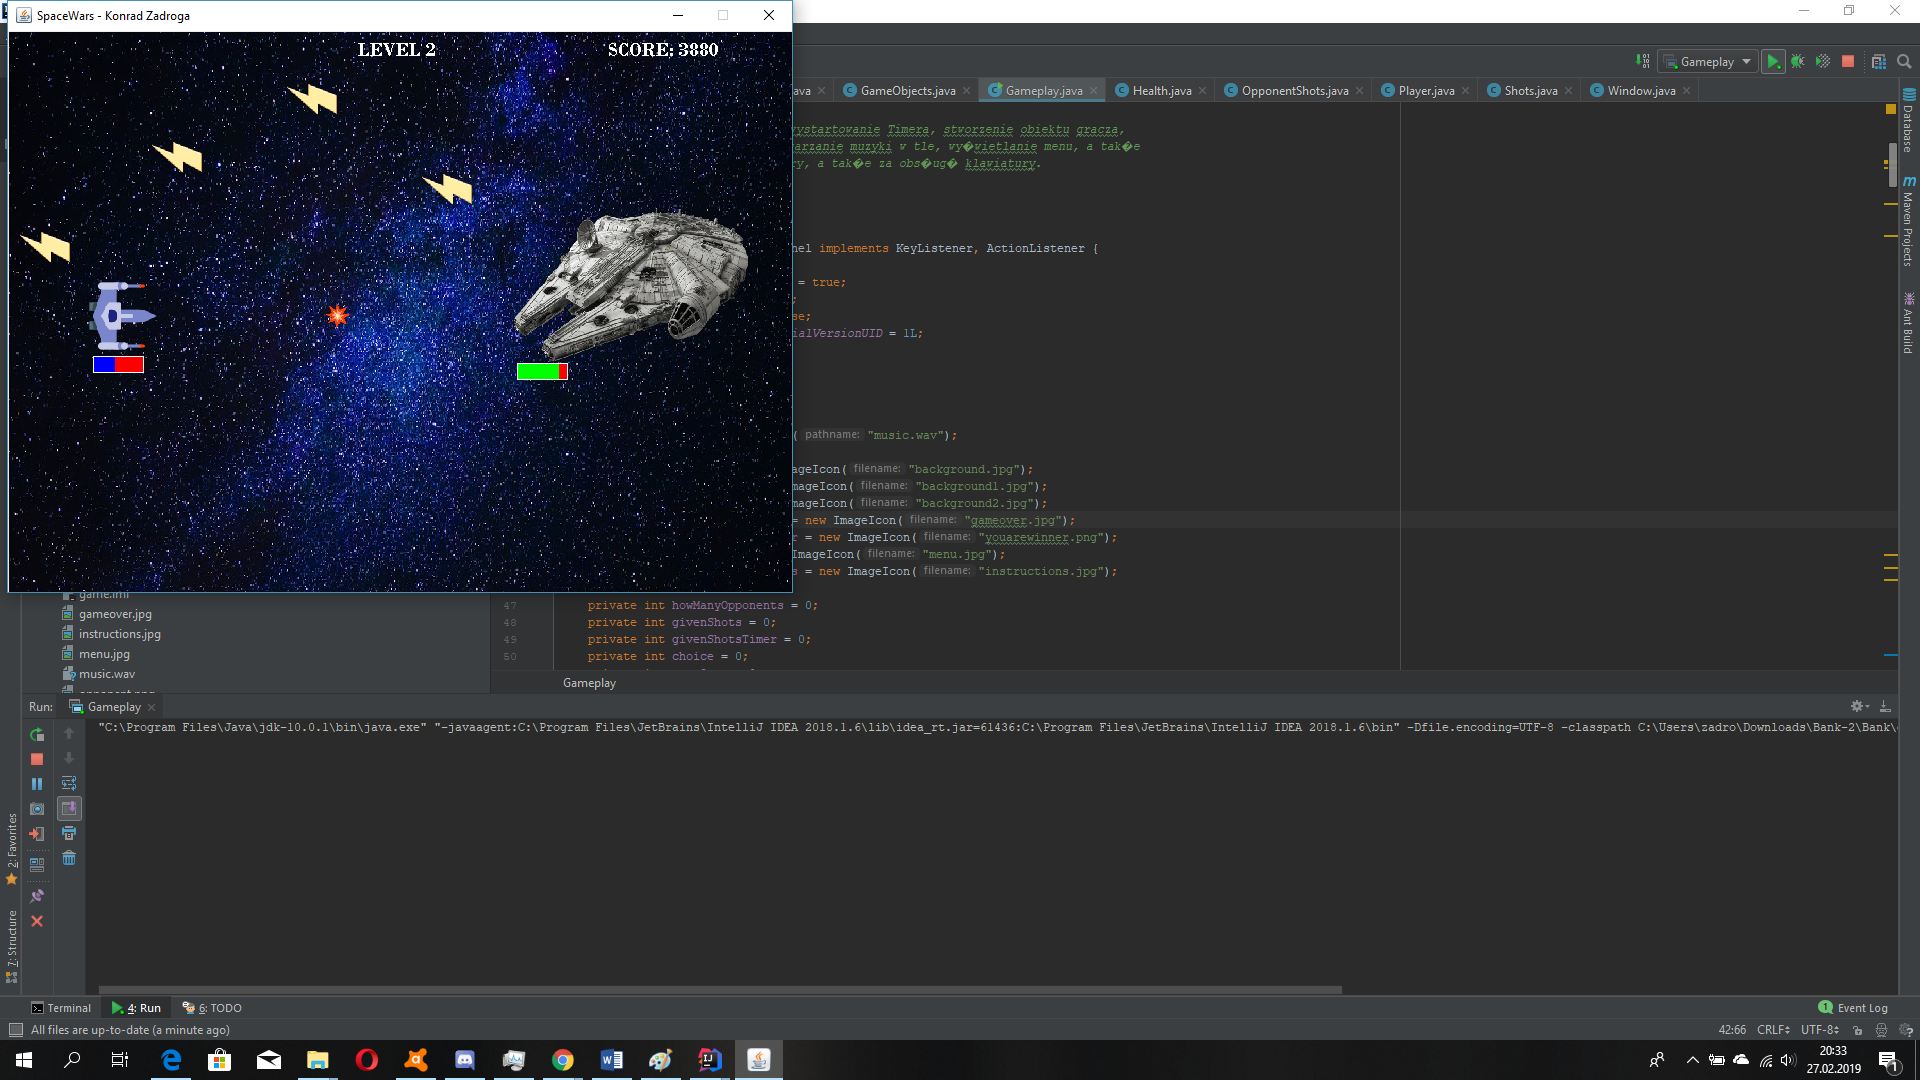 SpaceWars - Konrad Zadroga
LEVEL 2
SCORE: 3880
Gameplay
ava
GameObjects.java
Gameplay.java
Health.java
OpponentShots.java
Player.java
Shots.java
Window.java
wystartowanie Timera, stworzenie obiektu gracza,
arzanie muzyki w tle, wy�wietlanie menu, a tak�e
ry, a tak�e za obs�ug� klawiatury.
nel implements KeyListener, ActionListener {
= true;
;
se;
ialVersionUID = 1L;
( pathname: "music.wav");
ageIcon( filename: "background.jpg");
mageIcon( filename: "background1.jpg");
mageIcon( filename: "background2.jpg");
= new ImageIcon( filename: "gameover.jpg");
r = new ImageIcon( filename: "youarewinner.png");
ImageIcon( filename: "menu.jpg");
s = new ImageIcon( filename: "instructions.jpg");
47 private int howManyOpponents = 0;
48 private int givenShots = 0;
49 private int givenShotsTimer = 0;
50 private int choice = 0;
Gameplay
Database
Maven Projects
Ant Build
game.iml
gameover.jpg
instructions.jpg
menu.jpg
music.wav
opponent.png
Run: Gameplay
"C:\Program Files\Java\jdk-10.0.1\bin\java.exe" "-javaagent:C:\Program Files\JetBrains\IntelliJ IDEA 2018.1.6\lib\idea_rt.jar=61436:C:\Program Files\JetBrains\IntelliJ IDEA 2018.1.6\bin" -Dfile.encoding=UTF-8 -classpath C:\Users\zadro\Downloads\Bank-2\Bank\
2: Favorites
7: Structure
Terminal
4: Run
6: TODO
1 Event Log
All files are up-to-date (a minute ago)
42:66 CRLF UTF-8
20:33
27.02.2019
1